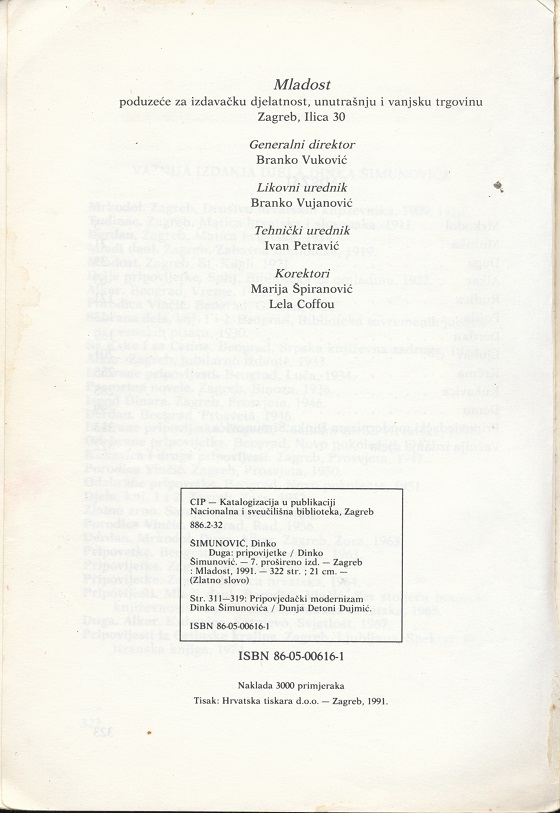 Mladost
poduzeće za izdavačku djelatnost, unutrašnju i vanjsku trgovinu
Zagreb, Ilica 30
Generalni direktor
Branko Vuković
Likovni urednik
Branko Vujanović
Tehnički urednik
Ivan Petravić
Korektori
Marija Špiranović
Lela Coffou
CIP — Katalogizacija u publikaciji
Nacionalna i sveučilišna biblioteka, Zagreb
886.2-32
ŠIMUNOVIĆ, Dinko
Duga: pripovijetke / Dinko
Šimunović. — 7. prošireno izd. — Zagreb
: Mladost, 1991. — 322 str. ; 21 cm. —
(Zlatno slovo)
Str. 311—319: Pripovjedački modernizam
Dinka Šimunovića / Dunja Detoni Dujmić.
ISBN 86-05-00616-1
ISBN 86-05-00616-1
Naklada 3000 primjeraka
Tisak: Hrvatska tiskara d.o.o. — Zagreb, 1991.